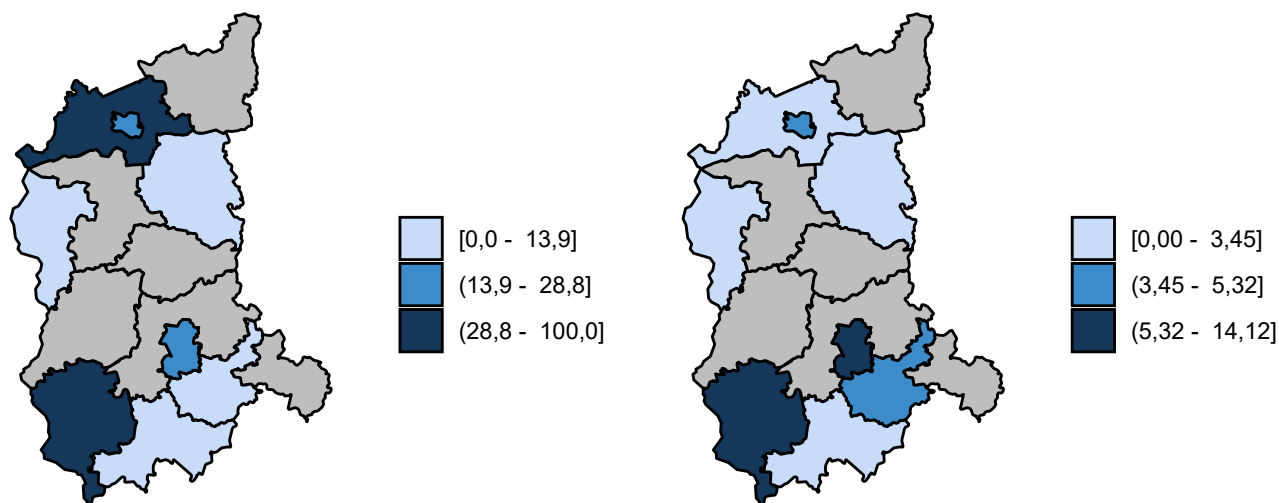 [0,0 - 13,9]
(13,9 - 28,8]
(28,8 - 100,0]
[0,00 - 3,45]
(3,45 - 5,32]
(5,32 - 14,12]